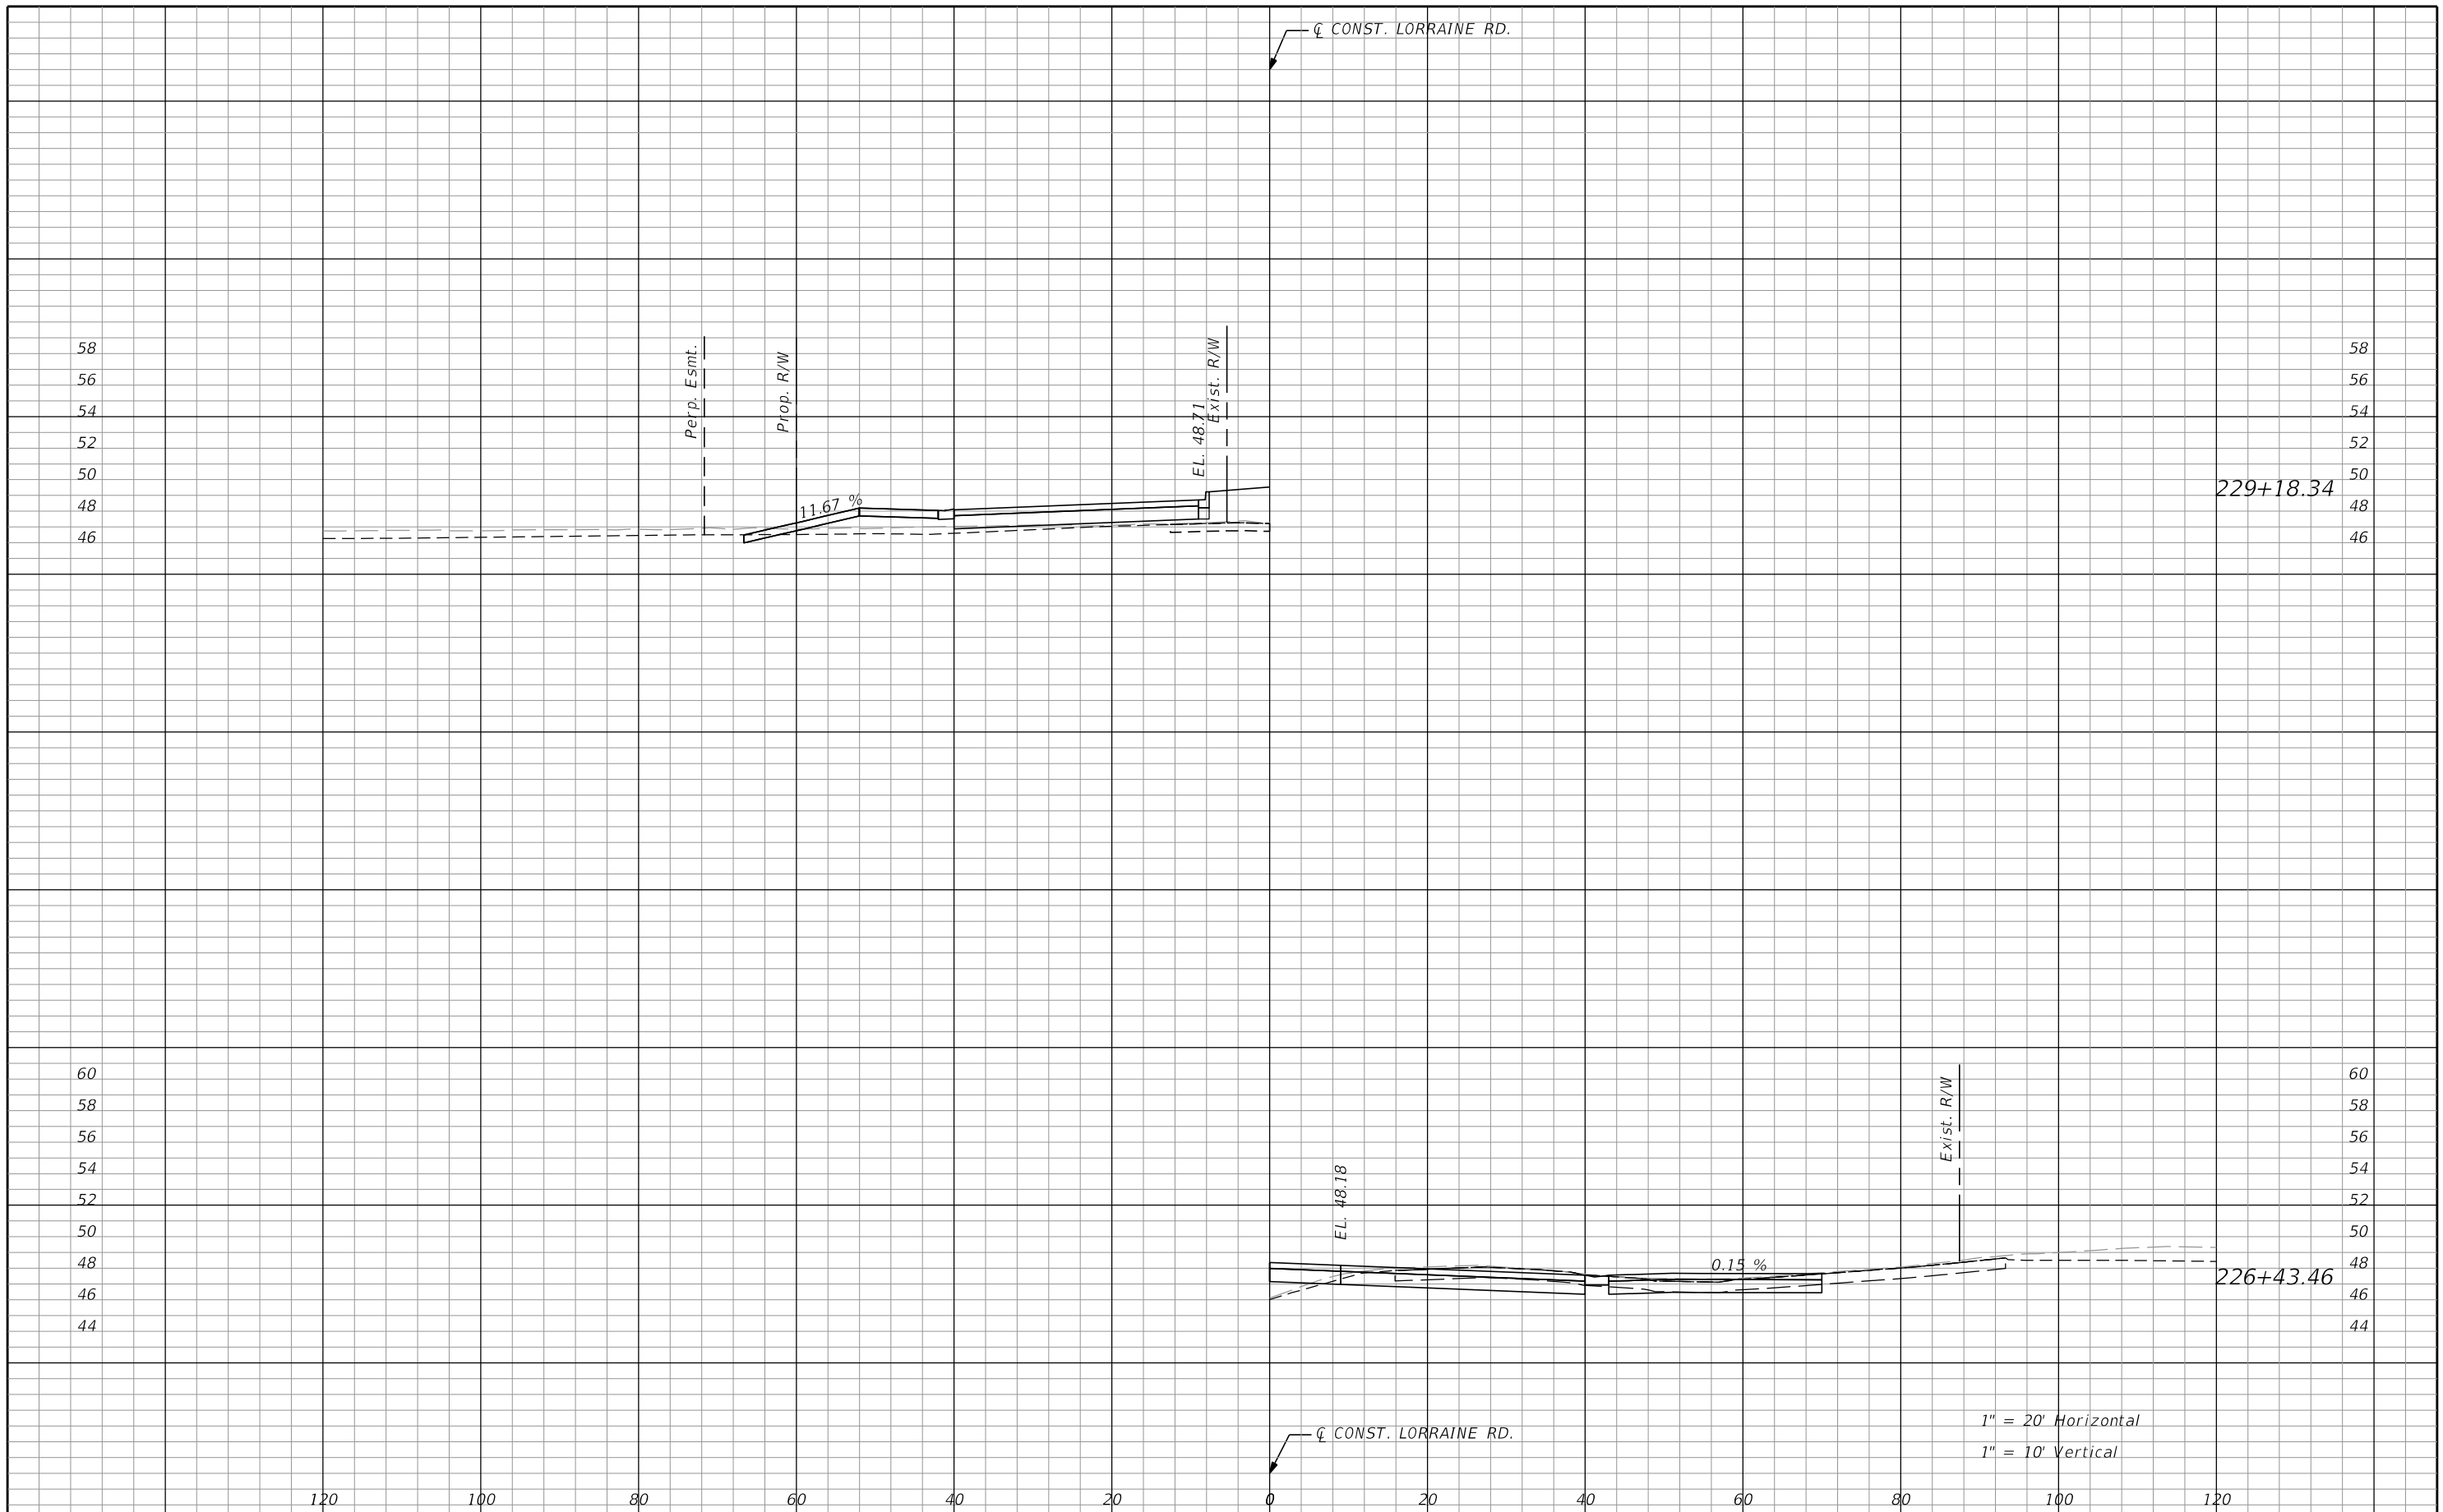 ℄ CONST. LORRAINE RD.
58 58
56 56
54 54
52 52
50 50
48 48
46 46
Perp. Esmt.
Prop. R/W
EL. 48.71
Exist. R/W
11.67 %
229+18.34
60 60
58 58
56 56
54 54
52 52
50 50
48 48
46 46
44 44
EL. 48.18
Exist. R/W
0.15 %
226+43.46
1" = 20' Horizontal
1" = 10' Vertical
℄ CONST. LORRAINE RD.
120 100 80 60 40 20 0 20 40 60 80 100 120